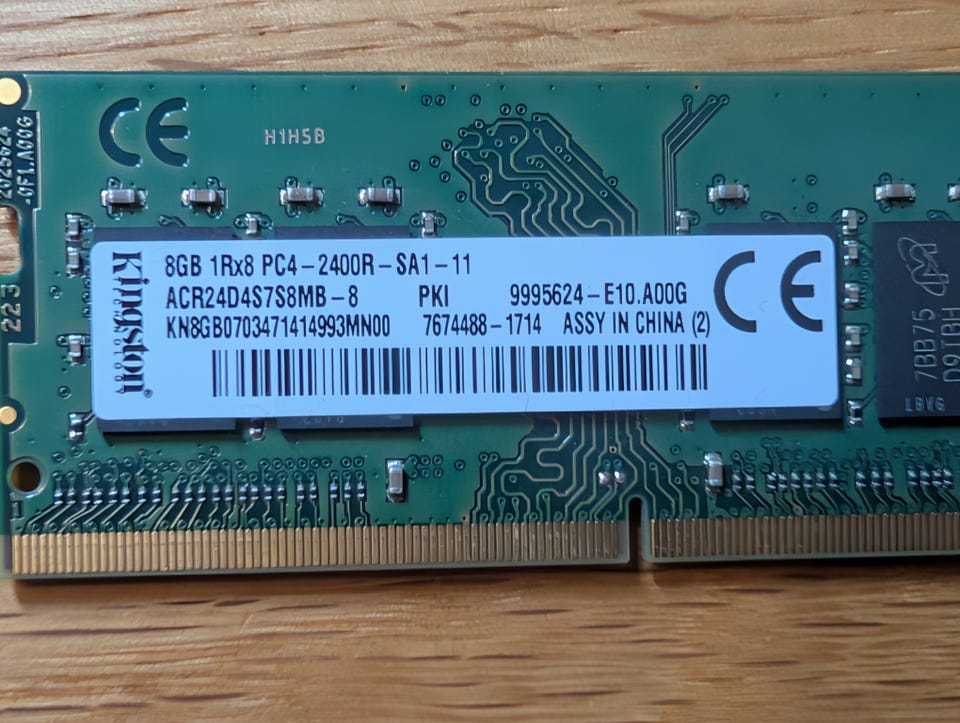 CE
H1H5B
Kingston
8GB 1Rx8 PC4-2400R-SA1-11
ACR24D4S7S8MB-8 PKI 9995624-E10.A00G
KN8GB0703471414993MN00 7674488-1714 ASSY IN CHINA (2)
CE
7BB75
D9TBH
LBVG
223